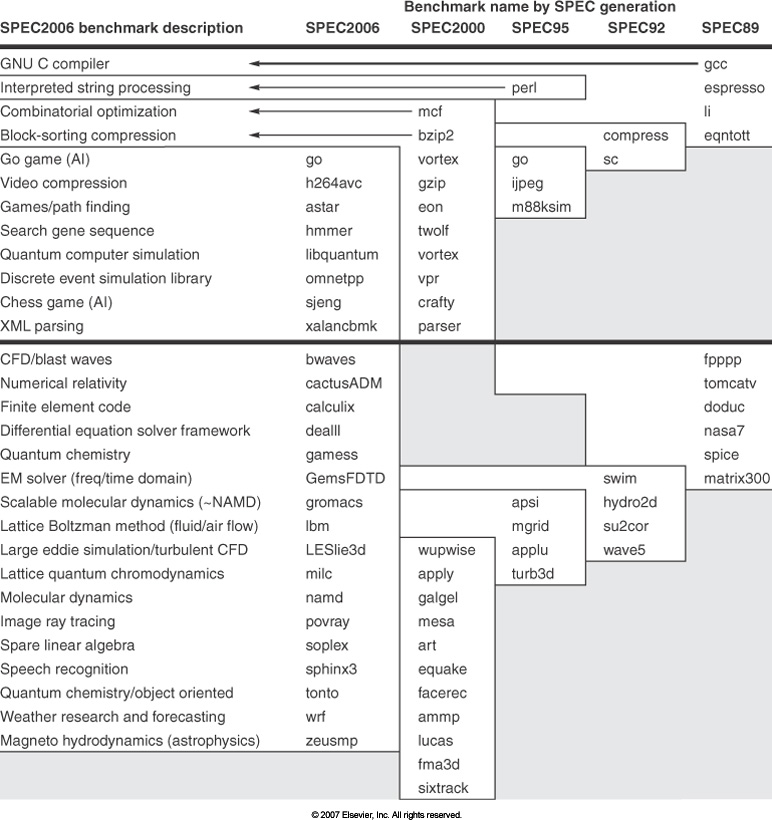 Benchmark name by SPEC generation
SPEC2006 benchmark description SPEC2006 SPEC2000 SPEC95 SPEC92 SPEC89
GNU C compiler gcc
Interpreted string processing perl espresso
Combinatorial optimization mcf li
Block-sorting compression bzip2 compress eqntott
Go game (AI) go vortex go sc
Video compression h264avc gzip ijpeg
Games/path finding astar eon m88ksim
Search gene sequence hmmer twolf
Quantum computer simulation libquantum vortex
Discrete event simulation library omnetpp vpr
Chess game (AI) sjeng crafty
XML parsing xalancbmk parser
CFD/blast waves bwaves fpppp
Numerical relativity cactusADM tomcatv
Finite element code calculix doduc
Differential equation solver framework dealll nasa7
Quantum chemistry gamess spice
EM solver (freq/time domain) GemsFDTD swim matrix300
Scalable molecular dynamics (~NAMD) gromacs apsi hydro2d
Lattice Boltzman method (fluid/air flow) lbm mgrid su2cor
Large eddie simulation/turbulent CFD LESlie3d wupwise applu wave5
Lattice quantum chromodynamics milc apply turb3d
Molecular dynamics namd galgel
Image ray tracing povray mesa
Spare linear algebra soplex art
Speech recognition sphinx3 equake
Quantum chemistry/object oriented tonto facerec
Weather research and forecasting wrf ammp
Magneto hydrodynamics (astrophysics) zeusmp lucas
fma3d
sixtrack
© 2007 Elsevier, Inc. All rights reserved.